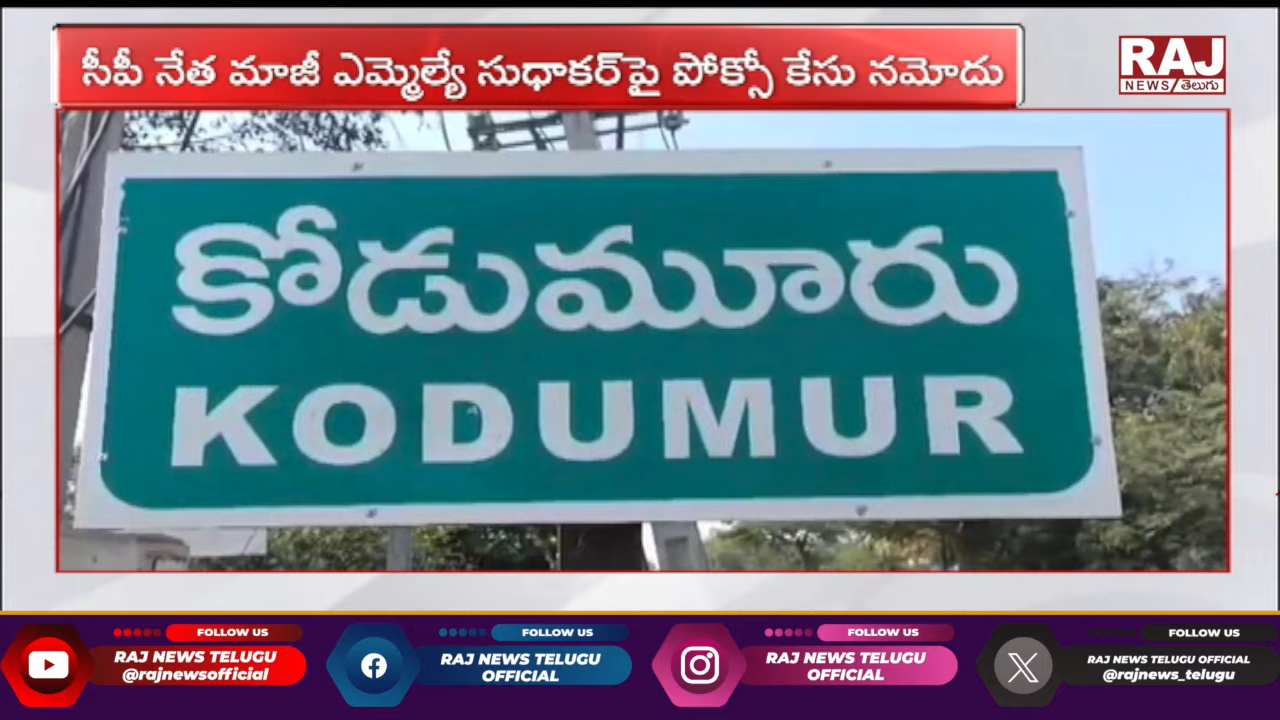 సీపీ నేత మాజీ ఎమ్మెల్యే సుధాకర్‌పై పోక్సో కేసు నమోదు
RAJ
NEWS తెలుగు
కోడుమూరు
KODUMUR
FOLLOW US
RAJ NEWS TELUGU
@rajnewsofficial
FOLLOW US
RAJ NEWS TELUGU
OFFICIAL
FOLLOW US
RAJ NEWS TELUGU
OFFICIAL
FOLLOW US
RAJ NEWS TELUGU OFFICIAL
@rajnews_telugu